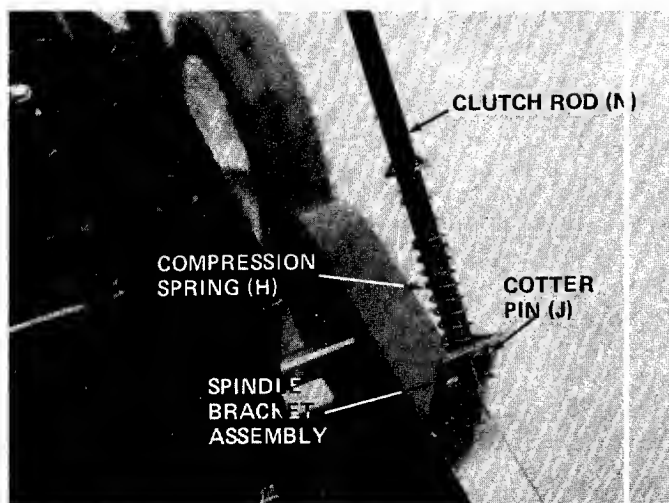 CLUTCH ROD (N)
COMPRESSION
SPRING (H)
COTTER
PIN (J)
SPINDLE
BRACKET
ASSEMBLY